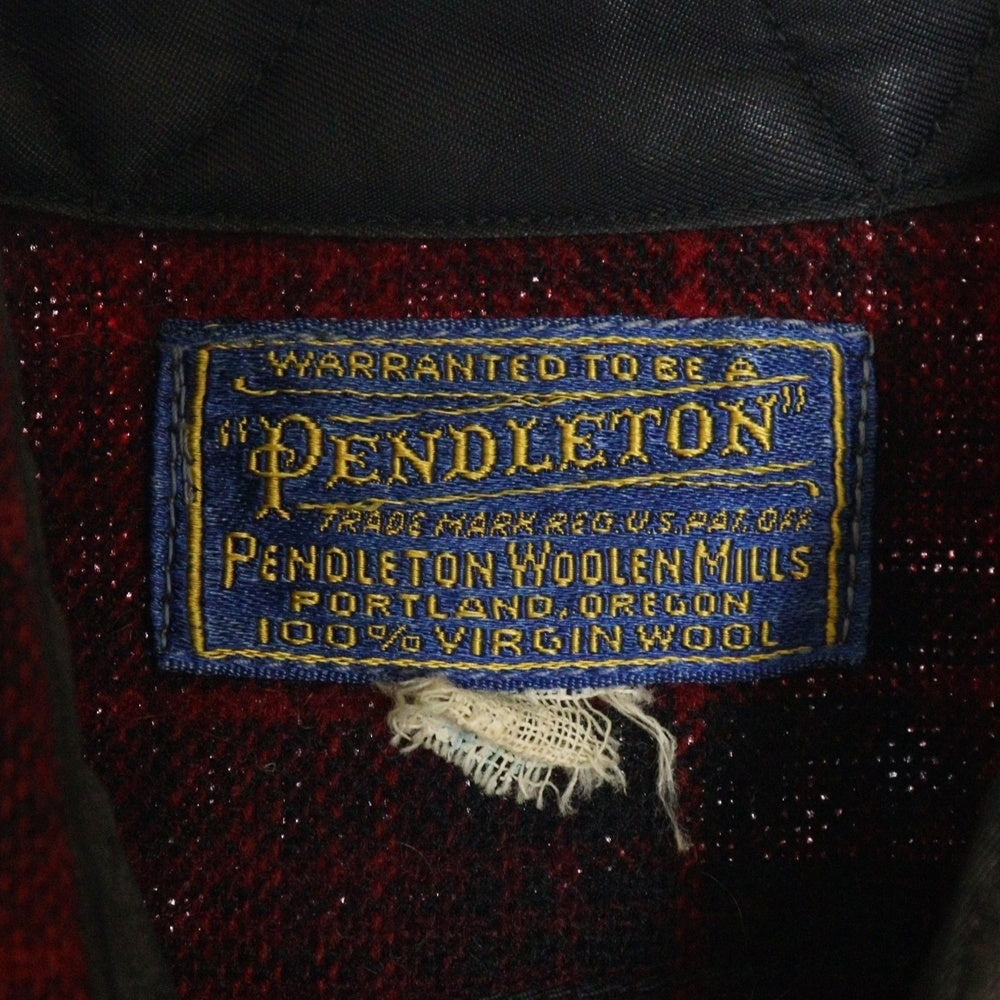 WARRANTED TO BE A
"PENDLETON"
TRADE MARK REG. U.S. PAT. OFF.
PENDLETON WOOLEN MILLS
PORTLAND, OREGON
100% VIRGIN WOOL